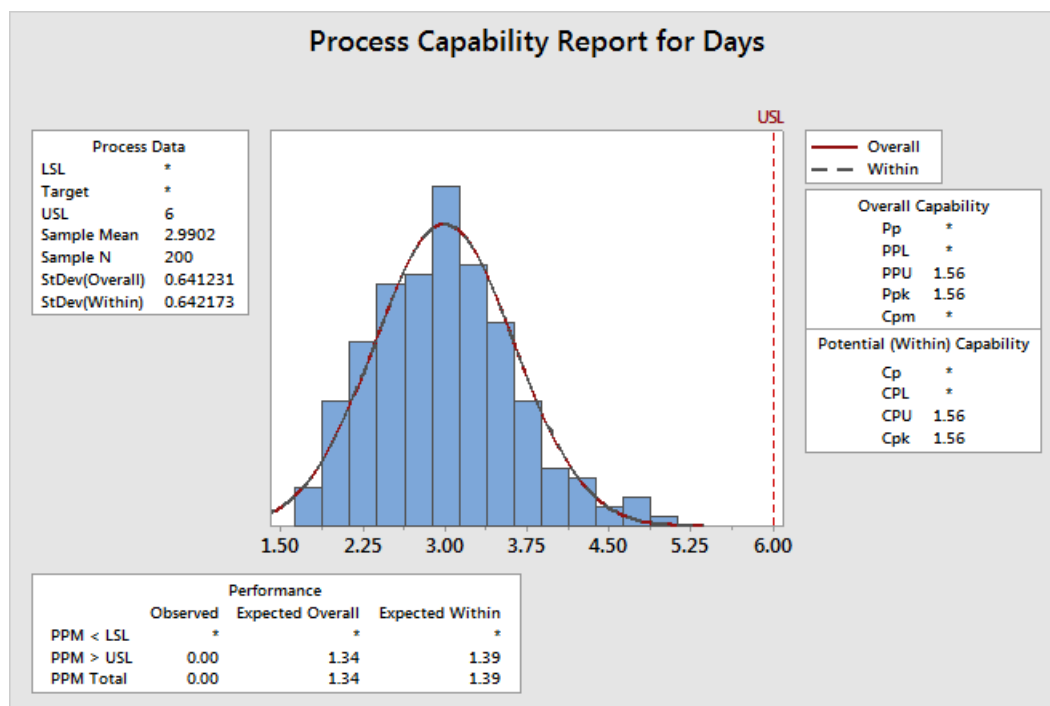 Process Capability Report for Days
USL
Process Data
LSL *
Target *
USL 6
Sample Mean 2.9902
Sample N 200
StDev(Overall) 0.641231
StDev(Within) 0.642173
Overall
Within
Overall Capability
Pp *
PPL *
PPU 1.56
Ppk 1.56
Cpm *
Potential (Within) Capability
Cp *
CPL *
CPU 1.56
Cpk 1.56
1.50 2.25 3.00 3.75 4.50 5.25 6.00
Performance
Observed Expected Overall Expected Within
PPM < LSL * * *
PPM > USL 0.00 1.34 1.39
PPM Total 0.00 1.34 1.39